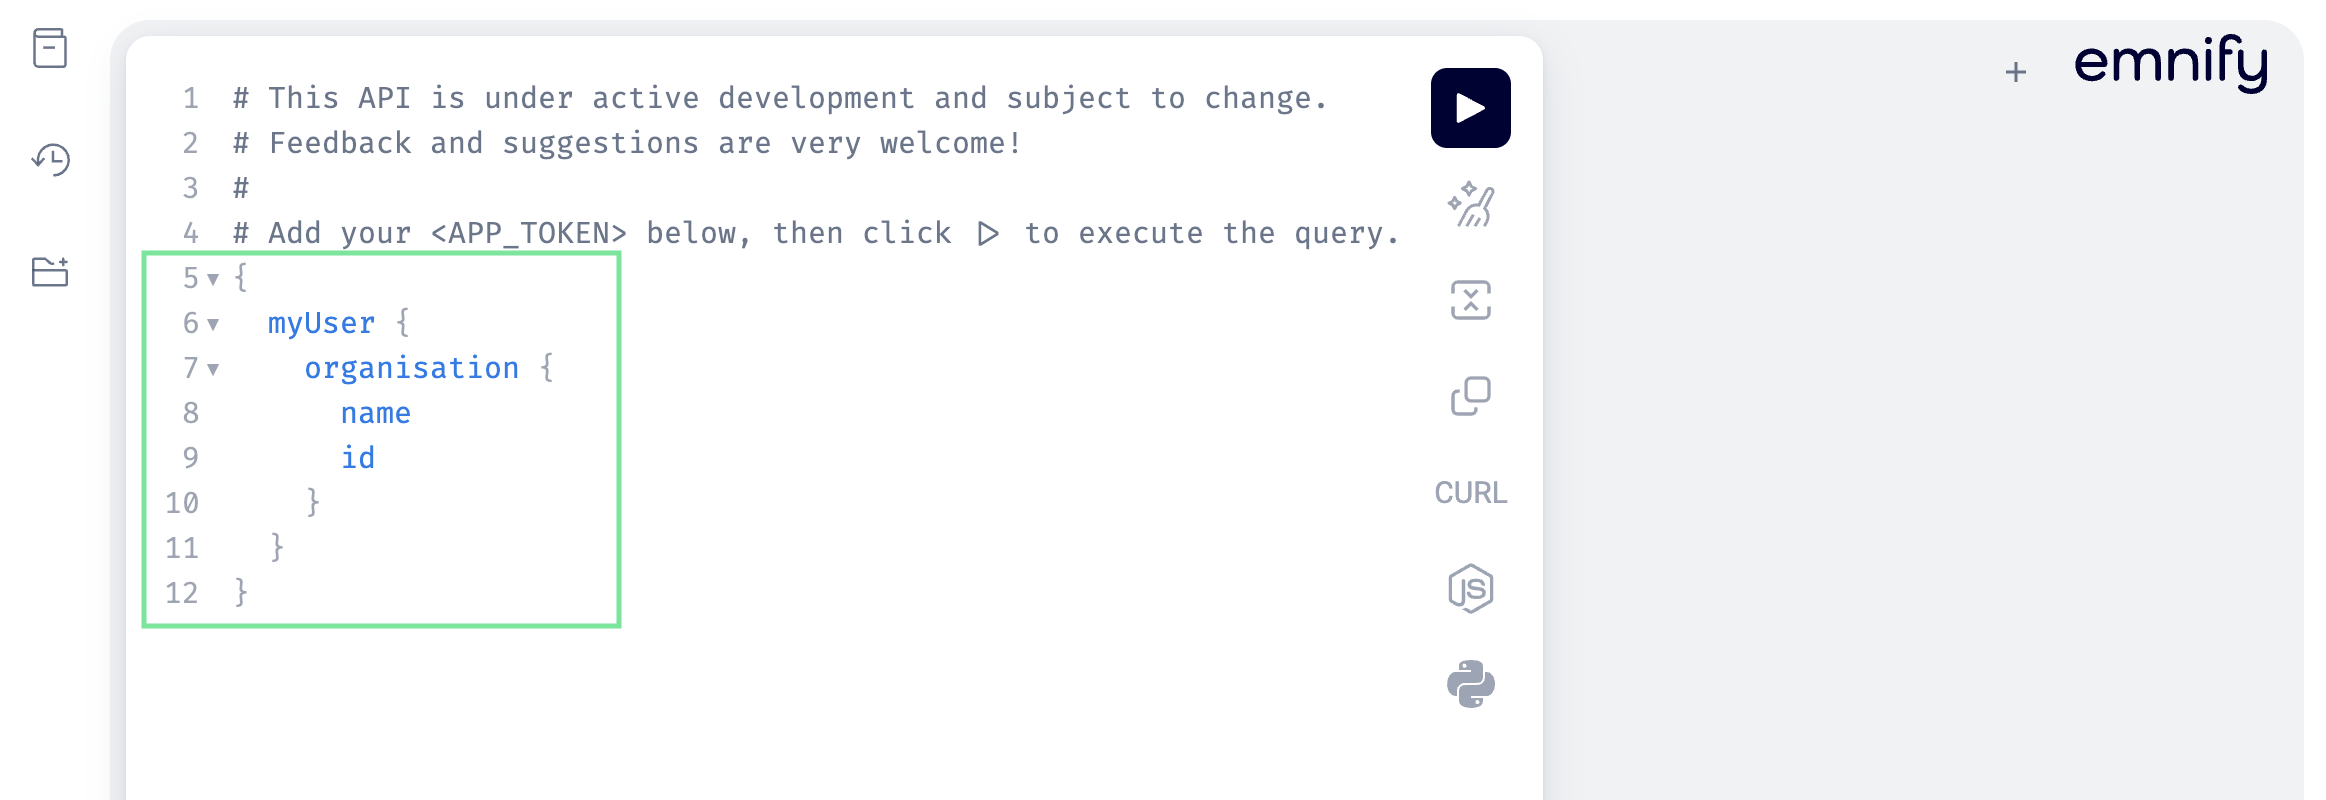 emnify
1 # This API is under active development and subject to change.
2 # Feedback and suggestions are very welcome!
3 #
4 # Add your <APP_TOKEN> below, then click ▷ to execute the query.
5 ▼ {
6 ▼   myUser {
7 ▼     organisation {
8         name
9         id
10     }
11   }
12 }
+
CURL
JS